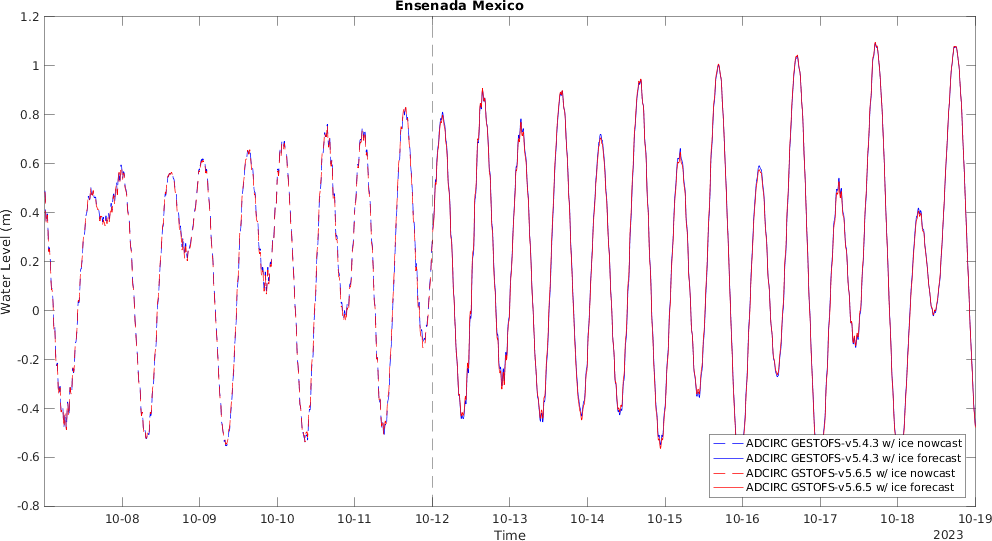 Ensenada Mexico
1.2
1
0.8
0.6
0.4
0.2
0
-0.2
-0.4
-0.6
-0.8
Water Level (m)
10-08 10-09 10-10 10-11 10-12 10-13 10-14 10-15 10-16 10-17 10-18 10-19
Time
2023
ADCIRC GESTOFS-v5.4.3 w/ ice nowcast
ADCIRC GESTOFS-v5.4.3 w/ ice forecast
ADCIRC GSTOFS-v5.6.5 w/ ice nowcast
ADCIRC GSTOFS-v5.6.5 w/ ice forecast